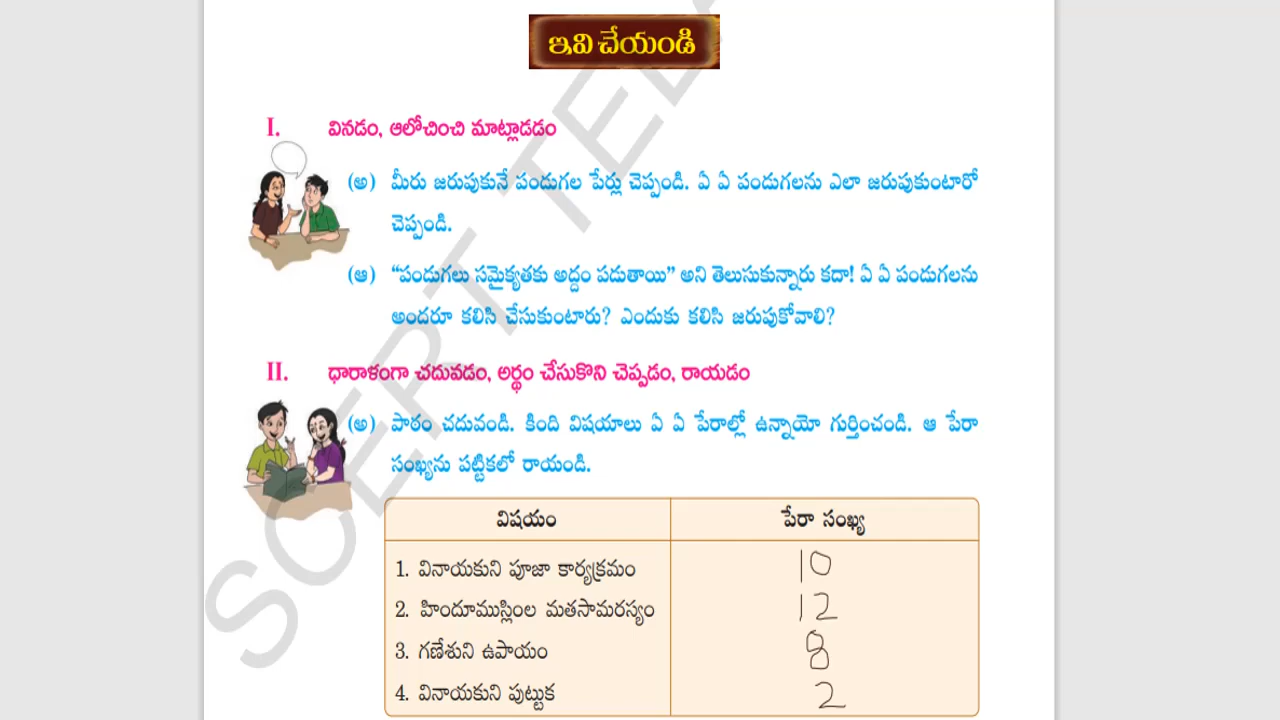 ఇవి చేయండి
I. వినడం, ఆలోచించి మాట్లాడడం
(అ) మీరు జరుపుకునే పండుగల పేర్లు చెప్పండి. ఏ ఏ పండుగలను ఎలా జరుపుకుంటారో
చెప్పండి.
(ఆ) “పండుగలు సమైక్యతకు అద్దం పడుతాయి” అని తెలుసుకున్నారు కదా! ఏ ఏ పండుగలను
అందరూ కలిసి చేసుకుంటారు? ఎందుకు కలిసి జరుపుకోవాలి?
II. ధారాళంగా చదువడం, అర్థం చేసుకొని చెప్పడం, రాయడం
(అ) పాఠం చదువండి. కింది విషయాలు ఏ ఏ పేరాల్లో ఉన్నాయో గుర్తించండి. ఆ పేరా
సంఖ్యను పట్టికలో రాయండి.
విషయం పేరా సంఖ్య
1. వినాయకుని పూజా కార్యక్రమం 10
2. హిందూముస్లింల మతసామరస్యం 12
3. గణేశుని ఉపాయం 8
4. వినాయకుని పుట్టుక 2
SCERT TEL